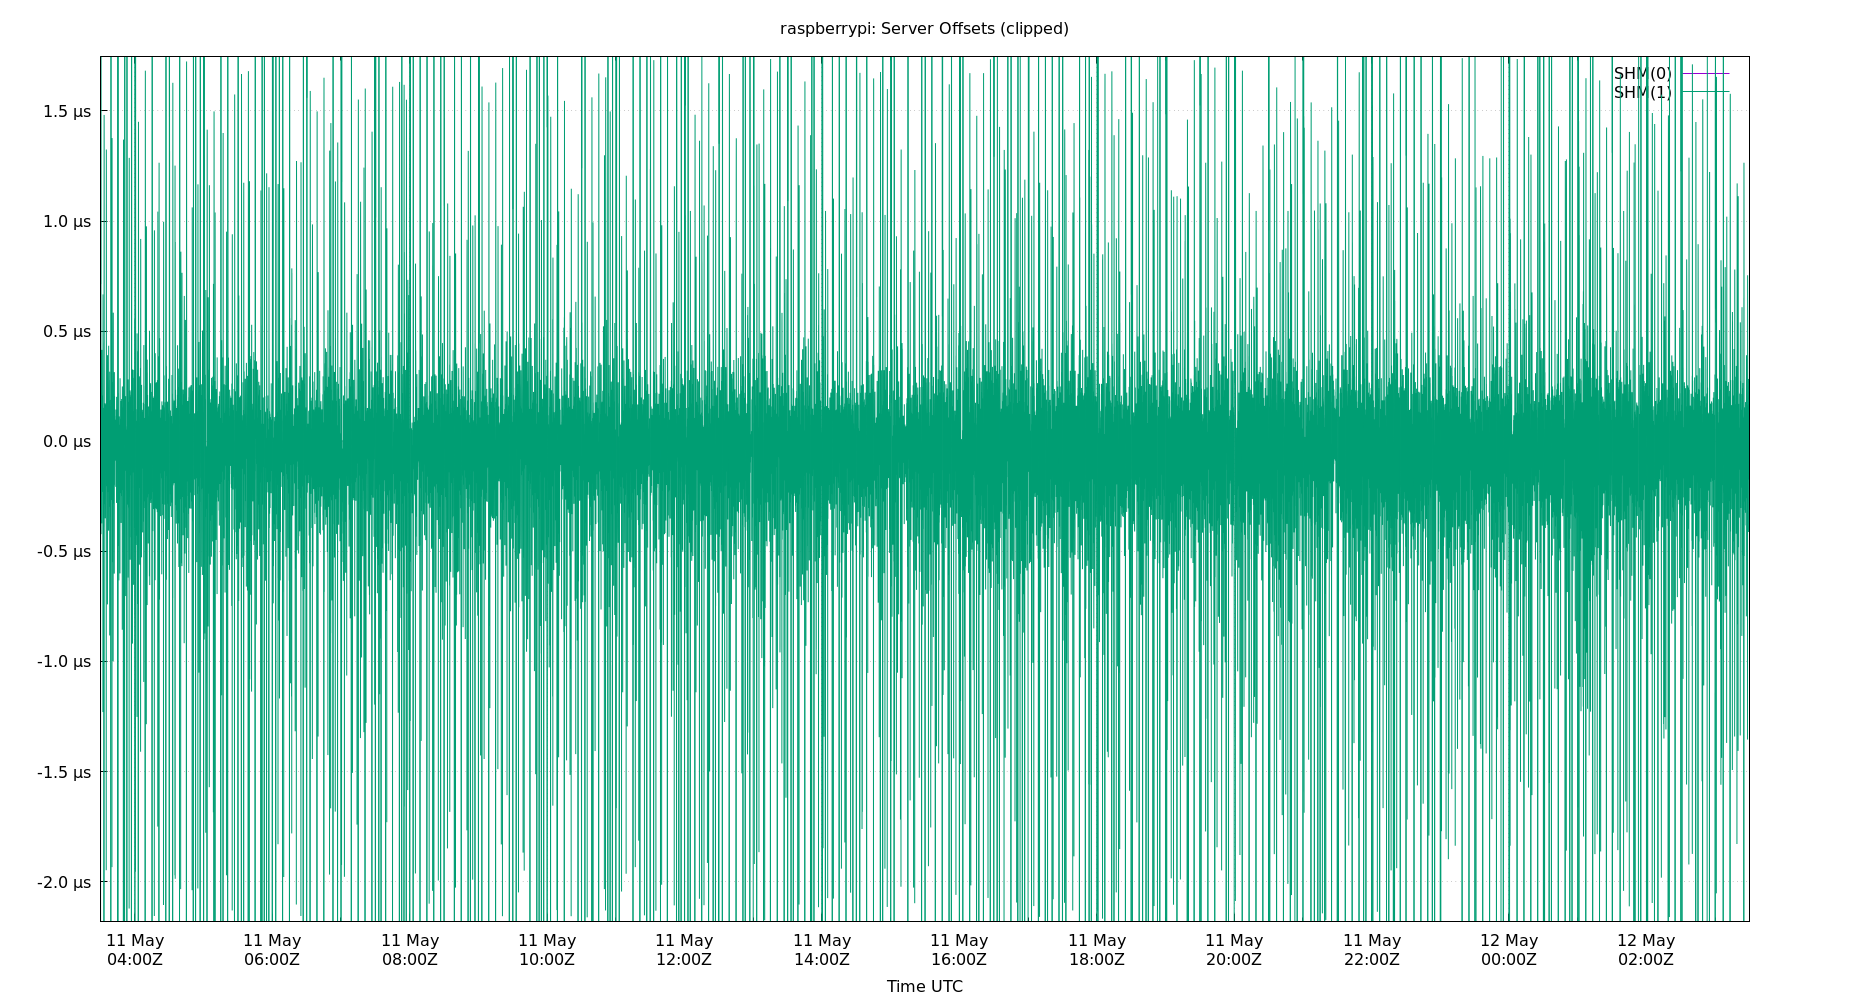 raspberrypi: Server Offsets (clipped)
SHM(0)
SHM(1)
1.5 µs
1.0 µs
0.5 µs
0.0 µs
-0.5 µs
-1.0 µs
-1.5 µs
-2.0 µs
11 May 11 May 11 May 11 May 11 May 11 May 11 May 11 May 11 May 11 May 12 May 12 May
04:00Z 06:00Z 08:00Z 10:00Z 12:00Z 14:00Z 16:00Z 18:00Z 20:00Z 22:00Z 00:00Z 02:00Z
Time UTC